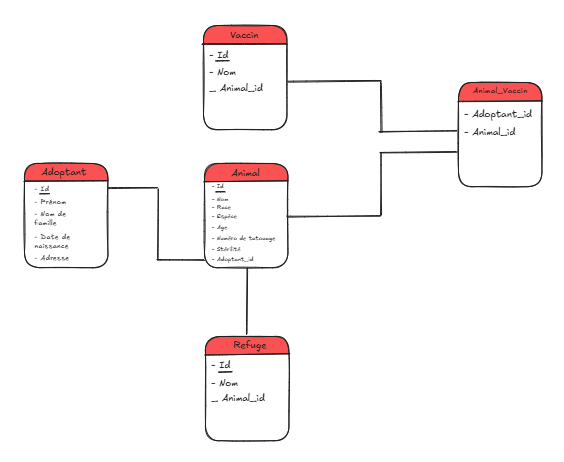 Vaccin
- Id
- Nom
_ Animal_id
Animal_Vaccin
- Adoptant_id
- Animal_id
Adoptant
- Id
- Prénom
- Nom de
famille
- Date de
naissance
- Adresse
Animal
- Id
- Nom
- Race
- Espèce
- Age
- Numéro de tatouage
- Stérilité
- Adoptant_id
Refuge
- Id
- Nom
_ Animal_id